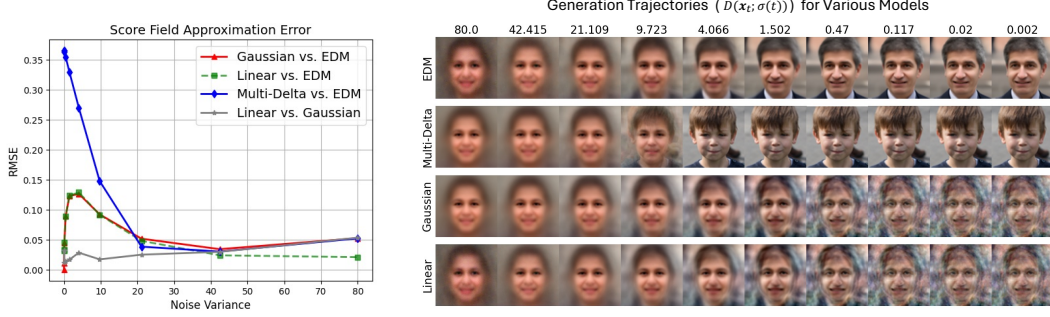 Score Field Approximation Error
RMSE
0.35
0.30
0.25
0.20
0.15
0.10
0.05
0.00
Gaussian vs. EDM
Linear vs. EDM
Multi-Delta vs. EDM
Linear vs. Gaussian
0 10 20 30 40 50 60 70 80
Noise Variance
Generation Trajectories ( D(𝒙ₜ; σ(t)) ) for Various Models
80.0 42.415 21.109 9.723 4.066 1.502 0.47 0.117 0.02 0.002
EDM
Multi-Delta
Gaussian
Linear